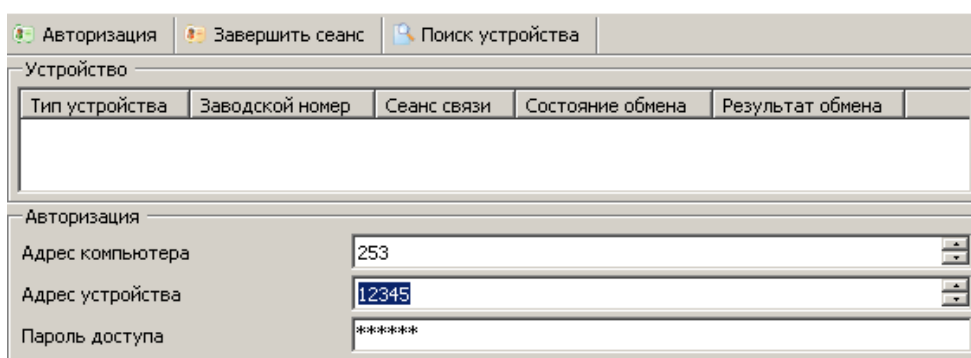 Авторизация Завершить сеанс Поиск устройства
Устройство
Тип устройства Заводской номер Сеанс связи Состояние обмена Результат обмена
Авторизация
Адрес компьютера 253
Адрес устройства 12345
Пароль доступа ******